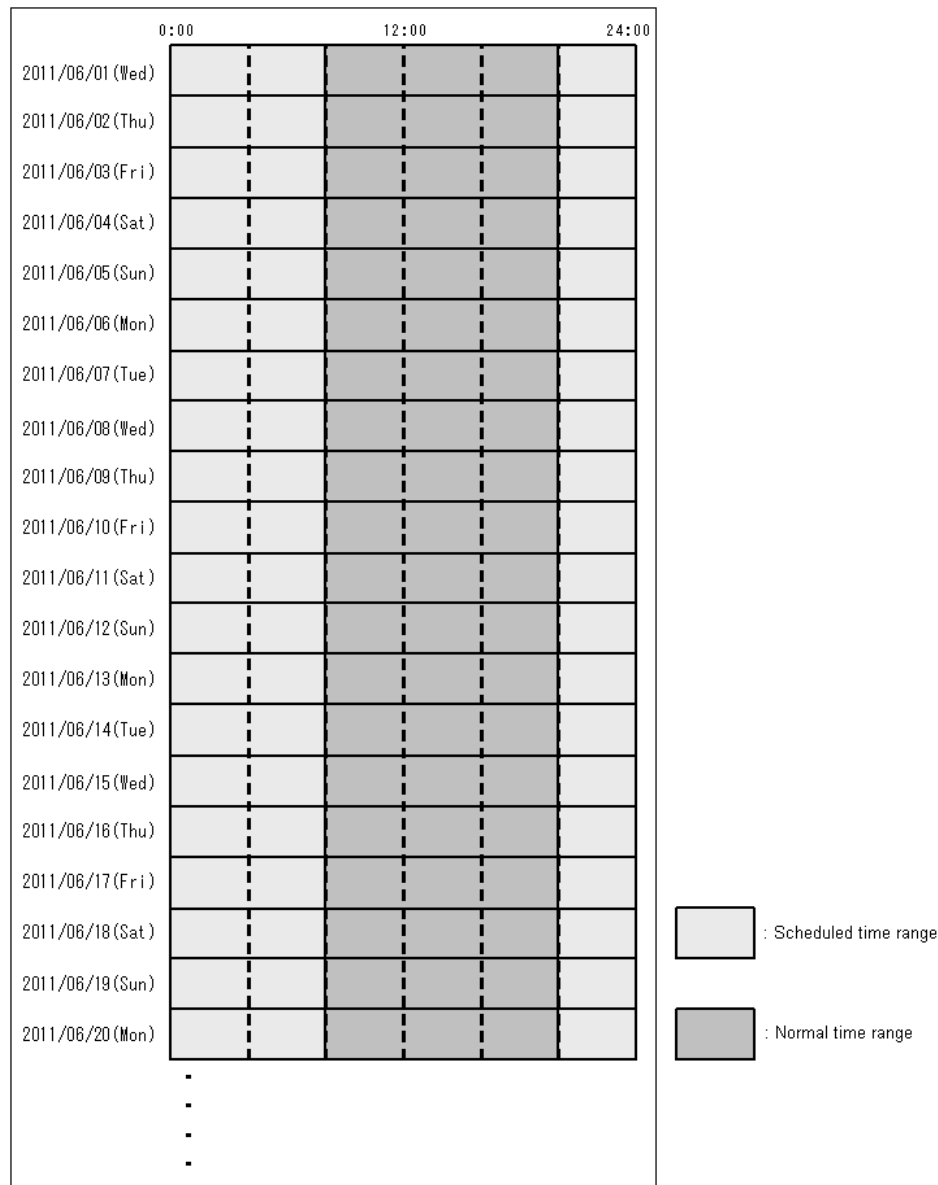 0:00 12:00 24:00
2011/06/01(Wed)
2011/06/02(Thu)
2011/06/03(Fri)
2011/06/04(Sat)
2011/06/05(Sun)
2011/06/06(Mon)
2011/06/07(Tue)
2011/06/08(Wed)
2011/06/09(Thu)
2011/06/10(Fri)
2011/06/11(Sat)
2011/06/12(Sun)
2011/06/13(Mon)
2011/06/14(Tue)
2011/06/15(Wed)
2011/06/16(Thu)
2011/06/17(Fri)
2011/06/18(Sat)
2011/06/19(Sun)
2011/06/20(Mon)
: Scheduled time range
: Normal time range